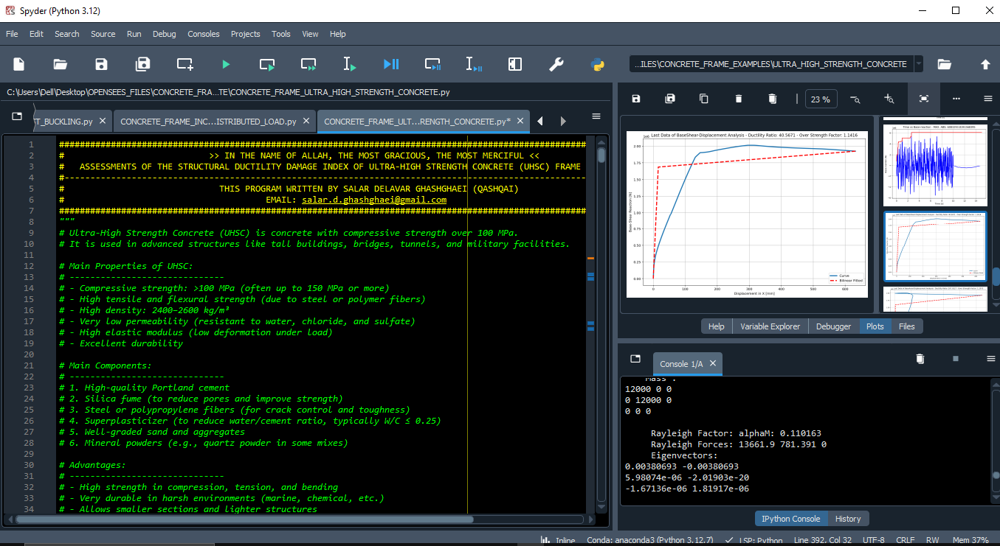 Spyder (Python 3.12)
File Edit Search Source Run Debug Consoles Projects Tools View Help
...ILES\CONCRETE_FRAME_EXAMPLES\ULTRA_HIGH_STRENGTH_CONCRETE
C:\Users\Dell\Desktop\OPENSEES_FILES\CONCRETE_FRA...TE\CONCRETE_FRAME_ULTRA_HIGH_STRENGTH_CONCRETE.py
T_BUCKLING.py
CONCRETE_FRAME_INC...ISTRIBUTED_LOAD.py
CONCRETE_FRAME_ULT...RENGTH_CONCRETE.py*
1 ######################################################################################################
2 # >> IN THE NAME OF ALLAH, THE MOST GRACIOUS, THE MOST MERCIFUL <<
3 # ASSESSMENTS OF THE STRUCTURAL DUCTILITY DAMAGE INDEX OF ULTRA-HIGH STRENGTH CONCRETE (UHSC) FRAME
4 #-----------------------------------------------------------------------------------------------------
5 # THIS PROGRAM WRITTEN BY SALAR DELAVAR GHASHGHAEI (QASHQAI)
6 # EMAIL: salar.d.ghashghaei@gmail.com
7 ######################################################################################################
8 """
9 # Ultra-High Strength Concrete (UHSC) is concrete with compressive strength over 100 MPa.
10 # It is used in advanced structures like tall buildings, bridges, tunnels, and military facilities.
11
12 # Main Properties of UHSC:
13 # ------------------------------
14 # - Compressive strength: >100 MPa (often up to 150 MPa or more)
15 # - High tensile and flexural strength (due to steel or polymer fibers)
16 # - High density: 2400–2600 kg/m³
17 # - Very low permeability (resistant to water, chloride, and sulfate)
18 # - High elastic modulus (low deformation under load)
19 # - Excellent durability
20
21 # Main Components:
22 # ------------------------------
23 # 1. High-quality Portland cement
24 # 2. Silica fume (to reduce pores and improve strength)
25 # 3. Steel or polypropylene fibers (for crack control and toughness)
26 # 4. Superplasticizer (to reduce water/cement ratio, typically W/C ≤ 0.25)
27 # 5. Well-graded sand and aggregates
28 # 6. Mineral powders (e.g., quartz powder in some mixes)
29
30 # Advantages:
31 # ------------------------------
32 # - High strength in compression, tension, and bending
33 # - Very durable in harsh environments (marine, chemical, etc.)
34 # - Allows smaller sections and lighter structures
23 %
1e6 Last Data of BaseShear-Displacement Analysis - Ductility Ratio: 40.5671 - Over Strength Factor: 1.1416
2.00
1.75
1.50
1.25
1.00
0.75
0.50
0.25
0.00
Base-Shear Reaction [N]
0 100 200 300 400 500 600
Displacement in X [mm]
Curve
Bilinear Fitted
Help Variable Explorer Debugger Plots Files
Console 1/A
Mass :
12000 0 0
0 12000 0
0 0 0
Rayleigh Factor: alphaM: 0.110163
Rayleigh Forces: 13661.9 781.391 0
Eigenvectors:
0.00380693 -0.00380693
5.98074e-06 -2.01903e-20
-1.67136e-06 1.81917e-06
IPython Console History
Inline Conda: anaconda3 (Python 3.12.7) LSP: Python Line 392, Col 32 UTF-8 CRLF RW Mem 37%